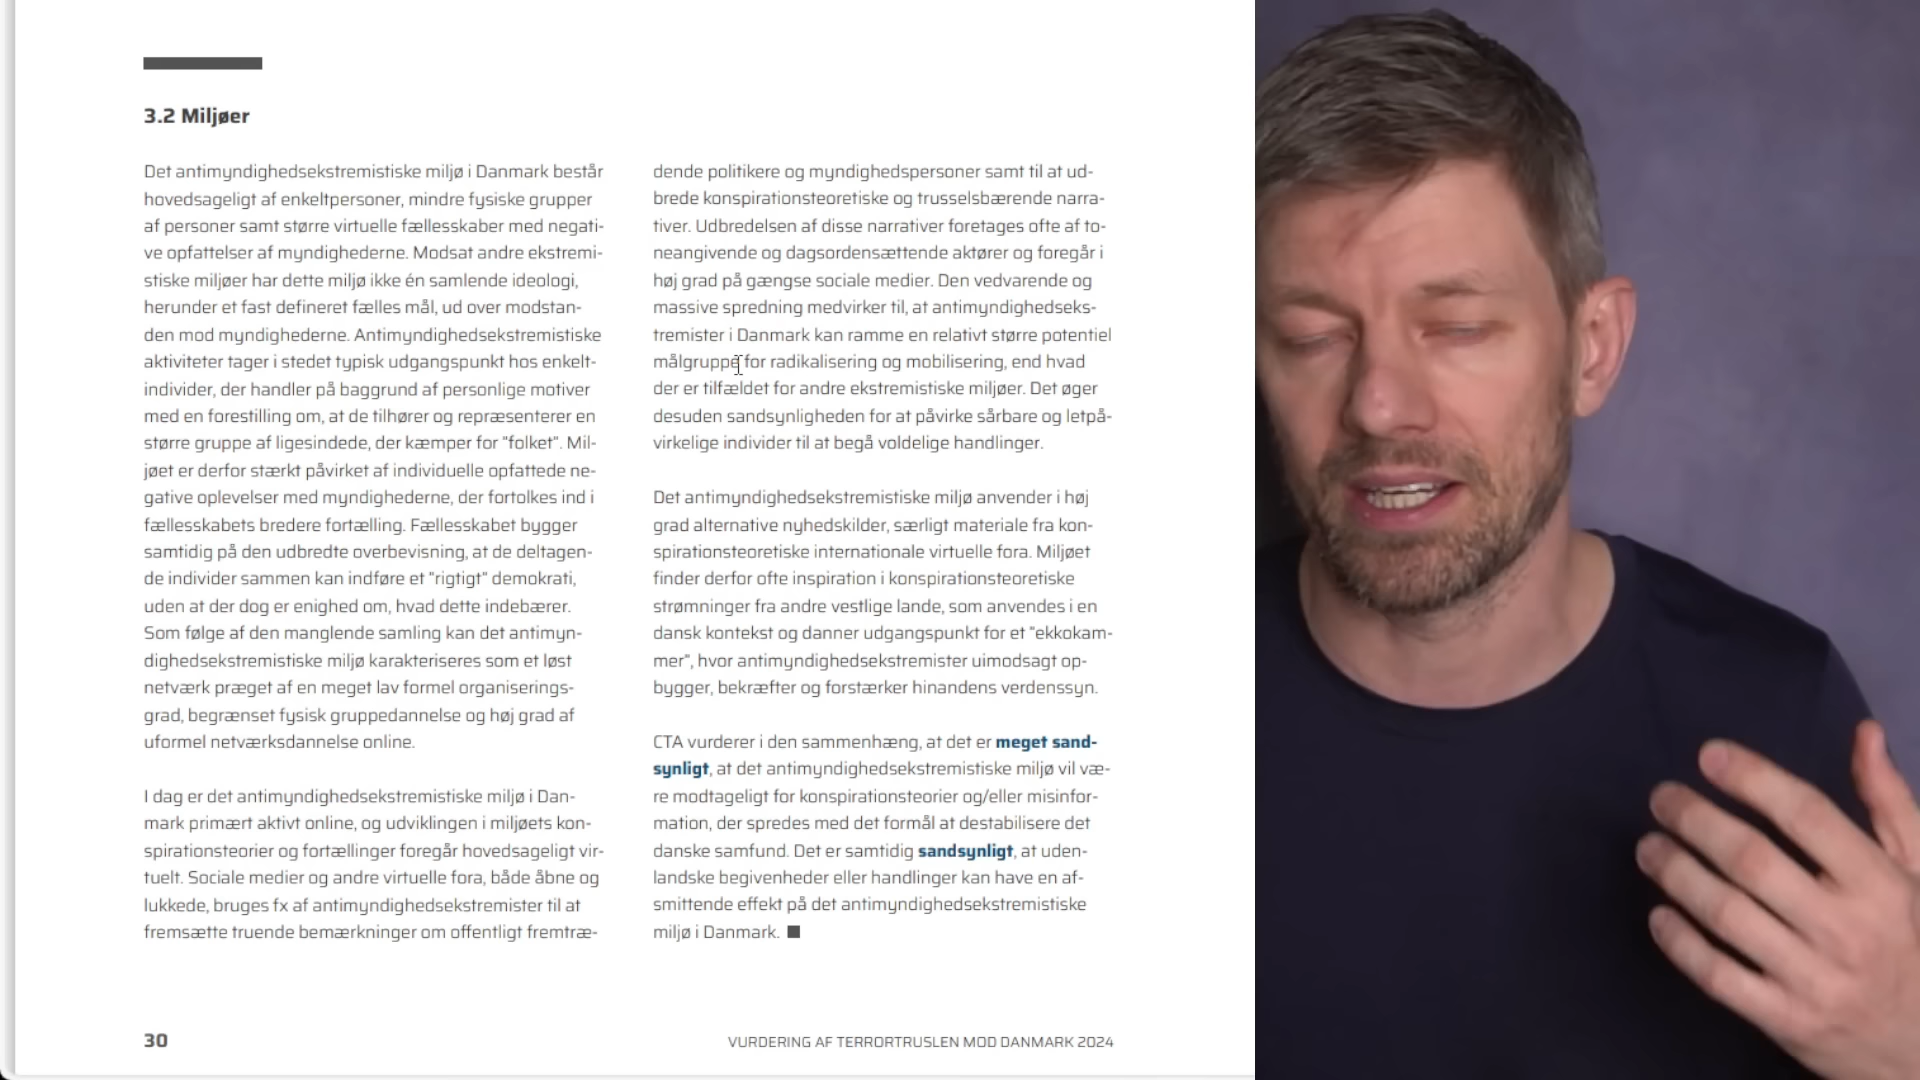 3.2 Miljøer
Det antimyndighedsekstremistiske miljø i Danmark består
hovedsageligt af enkeltpersoner, mindre fysiske grupper
af personer samt større virtuelle fællesskaber med negati-
ve opfattelser af myndighederne. Modsat andre ekstremi-
stiske miljøer har dette miljø ikke én samlende ideologi,
herunder et fast defineret fælles mål, ud over modstan-
den mod myndighederne. Antimyndighedsekstremistiske
aktiviteter tager i stedet typisk udgangspunkt hos enkelt-
individer, der handler på baggrund af personlige motiver
med en forestilling om, at de tilhører og repræsenterer en
større gruppe af ligesindede, der kæmper for "folket". Mil-
jøet er derfor stærkt påvirket af individuelle opfattede ne-
gative oplevelser med myndighederne, der fortolkes ind i
fællesskabets bredere fortælling. Fællesskabet bygger
samtidig på den udbredte overbevisning, at de deltagen-
de individer sammen kan indføre et "rigtigt" demokrati,
uden at der dog er enighed om, hvad dette indebærer.
Som følge af den manglende samling kan det antimyn-
dighedsekstremistiske miljø karakteriseres som et løst
netværk præget af en meget lav formel organiserings-
grad, begrænset fysisk gruppedannelse og høj grad af
uformel netværksdannelse online.
I dag er det antimyndighedsekstremistiske miljø i Dan-
mark primært aktivt online, og udviklingen i miljøets kon-
spirationsteorier og fortællinger foregår hovedsageligt vir-
tuelt. Sociale medier og andre virtuelle fora, både åbne og
lukkede, bruges fx af antimyndighedsekstremister til at
fremsætte truende bemærkninger om offentligt fremtræ-
dende politikere og myndighedspersoner samt til at ud-
brede konspirationsteoretiske og trusselsbærende narra-
tiver. Udbredelsen af disse narrativer foretages ofte af to-
neangivende og dagsordensættende aktører og foregår i
høj grad på gængse sociale medier. Den vedvarende og
massive spredning medvirker til, at antimyndighedseks-
tremister i Danmark kan ramme en relativt større potentiel
målgruppe for radikalisering og mobilisering, end hvad
der er tilfældet for andre ekstremistiske miljøer. Det øger
desuden sandsynligheden for at påvirke sårbare og letpå-
virkelige individer til at begå voldelige handlinger.
Det antimyndighedsekstremistiske miljø anvender i høj
grad alternative nyhedskilder, særligt materiale fra kon-
spirationsteoretiske internationale virtuelle fora. Miljøet
finder derfor ofte inspiration i konspirationsteoretiske
strømninger fra andre vestlige lande, som anvendes i en
dansk kontekst og danner udgangspunkt for et "ekkokam-
mer", hvor antimyndighedsekstremister uimodsagt op-
bygger, bekræfter og forstærker hinandens verdenssyn.
CTA vurderer i den sammenhæng, at det er meget sand-
synligt, at det antimyndighedsekstremistiske miljø vil væ-
re modtageligt for konspirationsteorier og/eller misinfor-
mation, der spredes med det formål at destabilisere det
danske samfund. Det er samtidig sandsynligt, at uden-
landske begivenheder eller handlinger kan have en af-
smittende effekt på det antimyndighedsekstremistiske
miljø i Danmark.
30
VURDERING AF TERRORTRUSLEN MOD DANMARK 2024